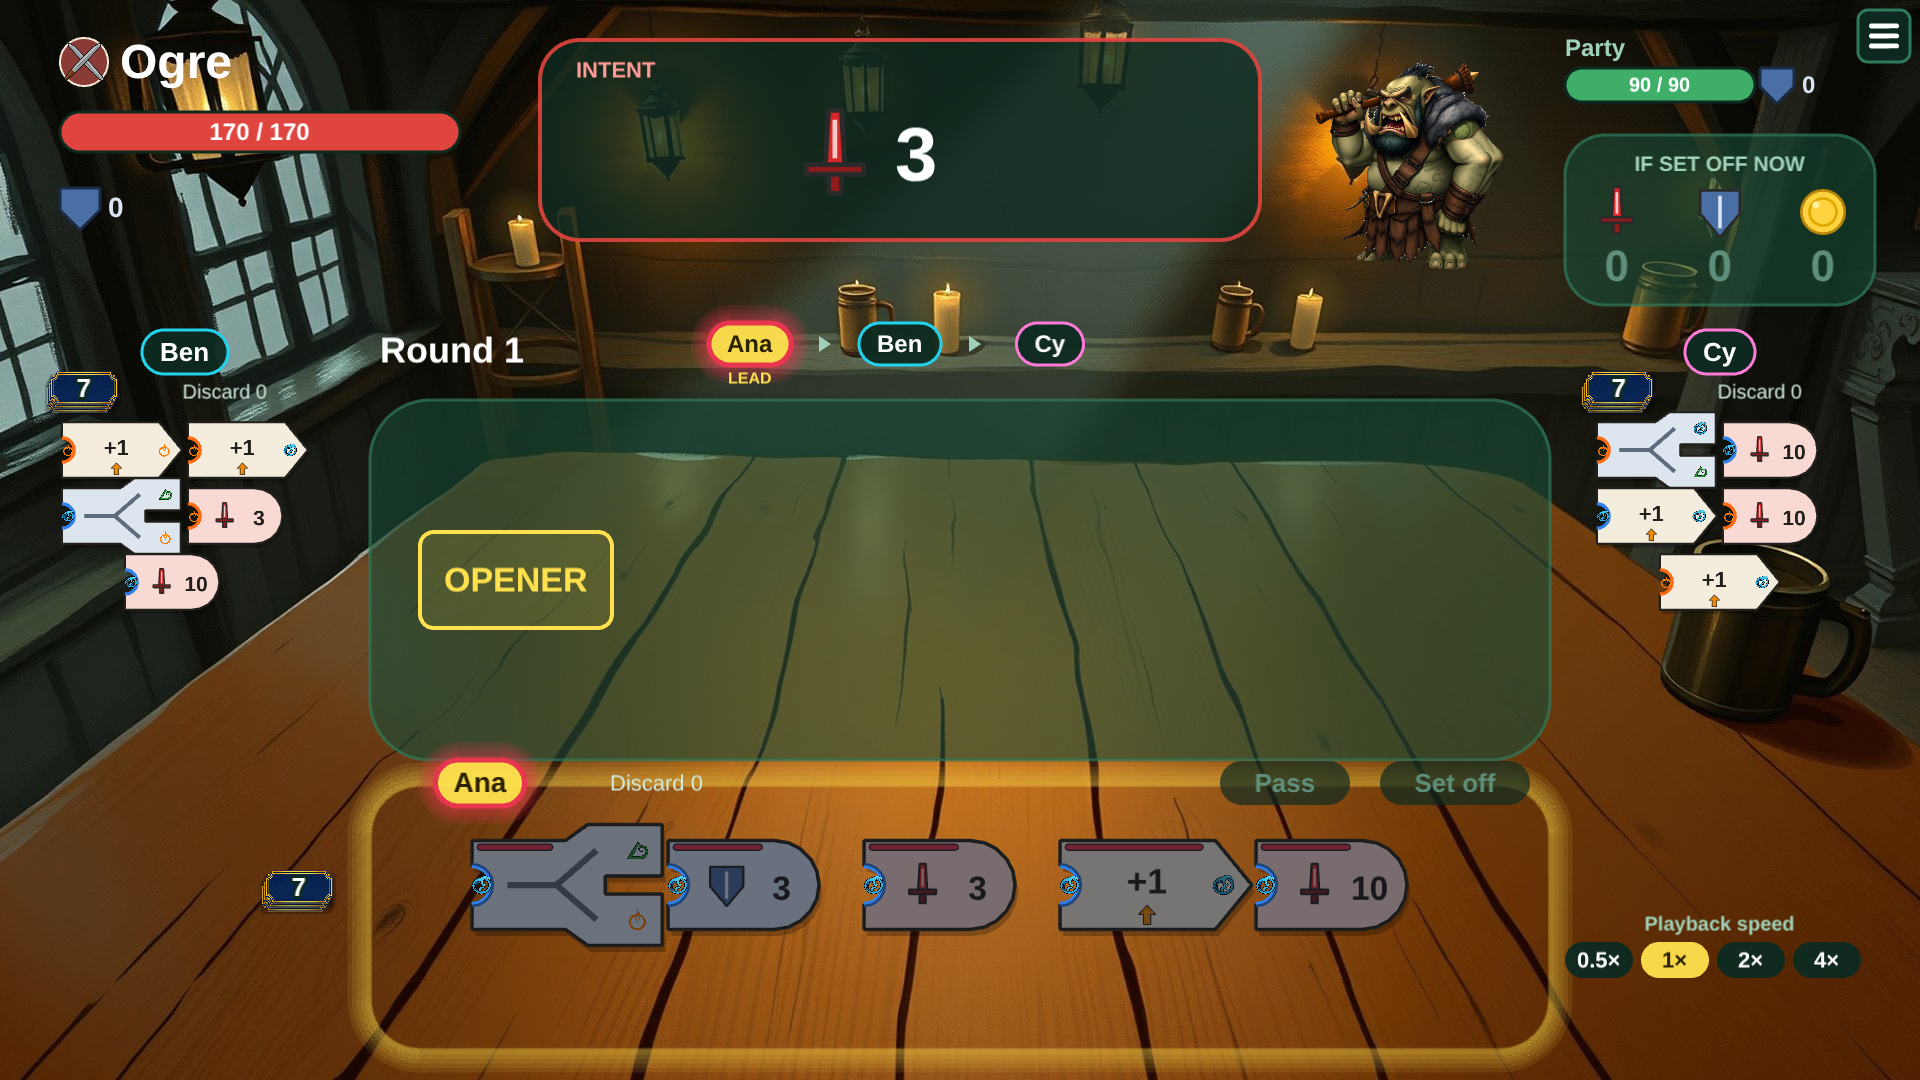 Ogre
170 / 170
0
INTENT
3
Party
90 / 90
0
IF SET OFF NOW
0 0 0
Round 1
Ana
LEAD
Ben
Cy
Ben
7
Discard 0
+1 +1
3
10
Cy
7
Discard 0
10
+1 10
+1
OPENER
Ana
Discard 0
Pass
Set off
7
3
3
+1
10
Playback speed
0.5×
1×
2×
4×